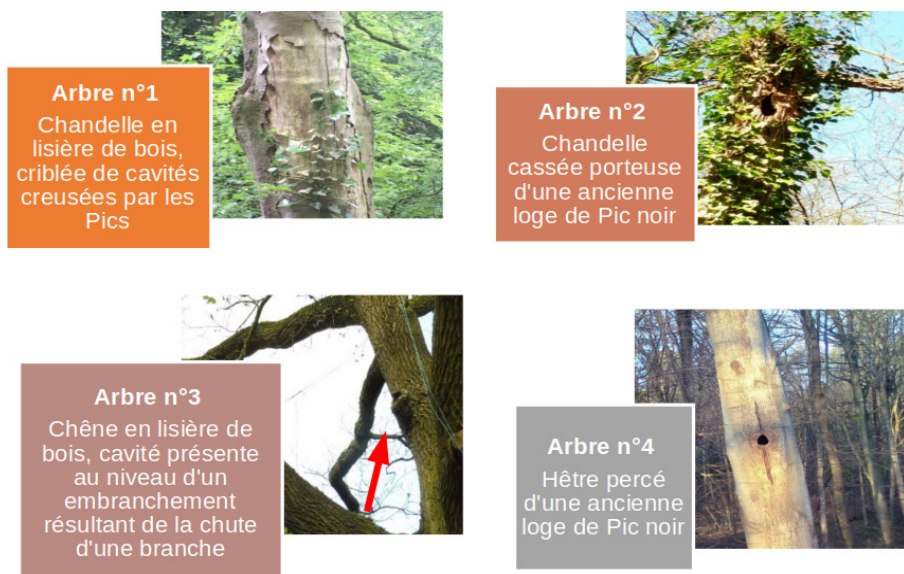 Arbre n°1
Chandelle en
lisière de bois,
criblée de cavités
creusées par les
Pics
Arbre n°2
Chandelle
cassée porteuse
d'une ancienne
loge de Pic noir
Arbre n°3
Chêne en lisière de
bois, cavité présente
au niveau d'un
embranchement
résultant de la chute
d'une branche
Arbre n°4
Hêtre percé
d'une ancienne
loge de Pic noir